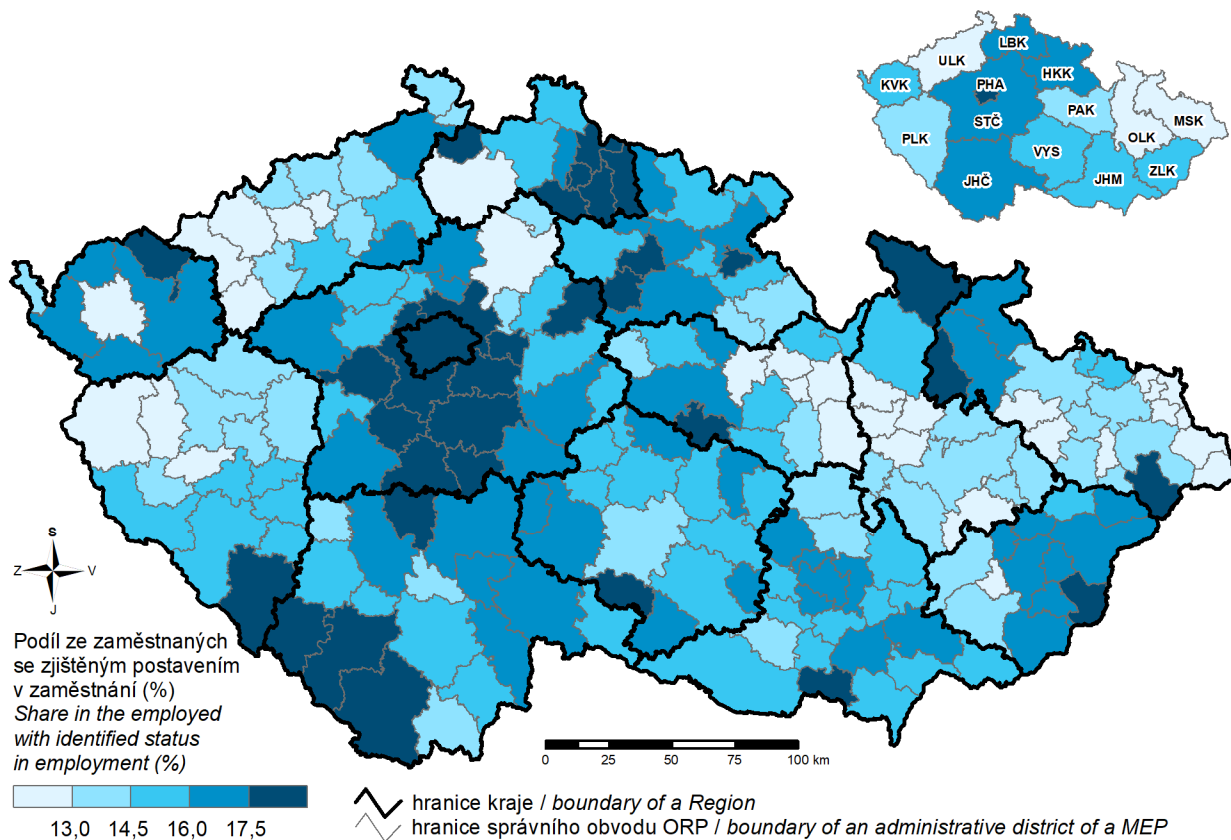 ULK
LBK
KVK
PHA
HKK
STČ
PAK
MSK
PLK
OLK
VYS
ZLK
JHČ
JHM
S
Z V
J
Podíl ze zaměstnaných
se zjištěným postavením
v zaměstnání (%)
Share in the employed
with identified status
in employment (%)
13,0 14,5 16,0 17,5
0 25 50 75 100 km
hranice kraje / boundary of a Region
hranice správního obvodu ORP / boundary of an administrative district of a MEP